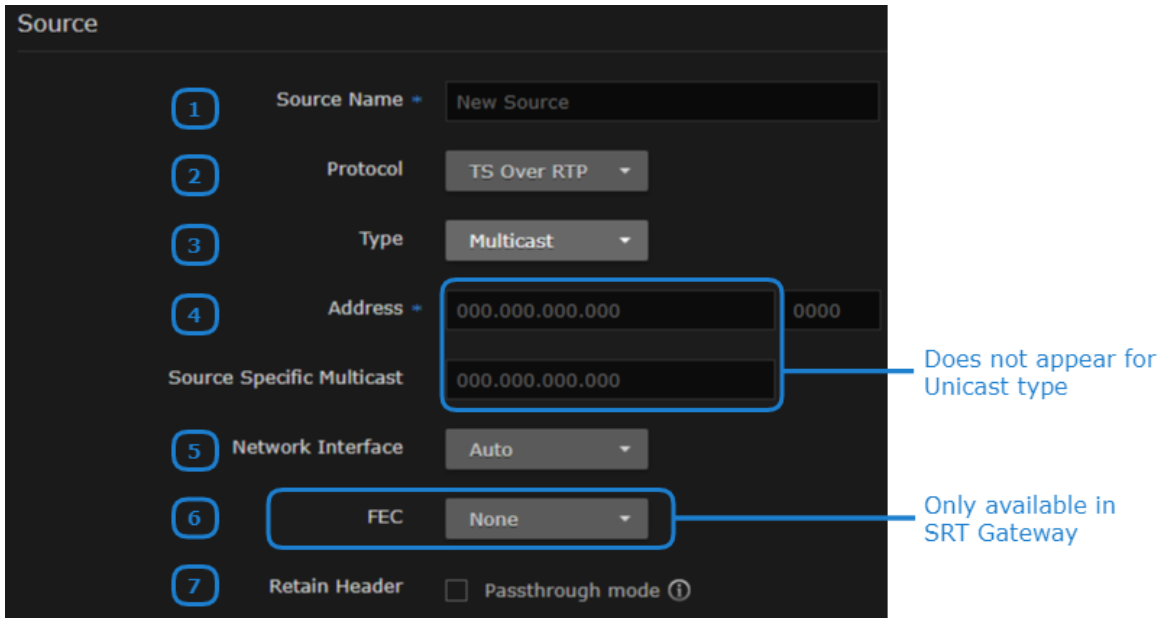 Source
1 Source Name * New Source
2 Protocol TS Over RTP
3 Type Multicast
4 Address * 000.000.000.000 0000
Source Specific Multicast 000.000.000.000
Does not appear for
Unicast type
5 Network Interface Auto
6 FEC None
Only available in
SRT Gateway
7 Retain Header Passthrough mode